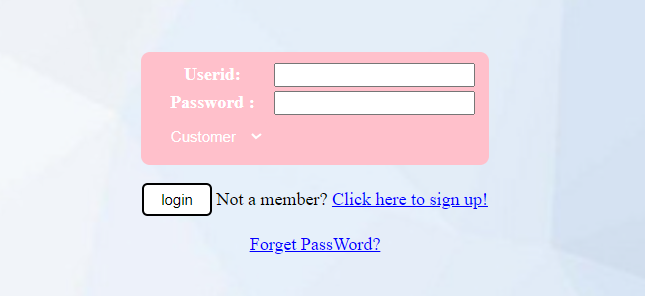 Userid:
Password :
Customer
login Not a member? Click here to sign up!
Forget PassWord?